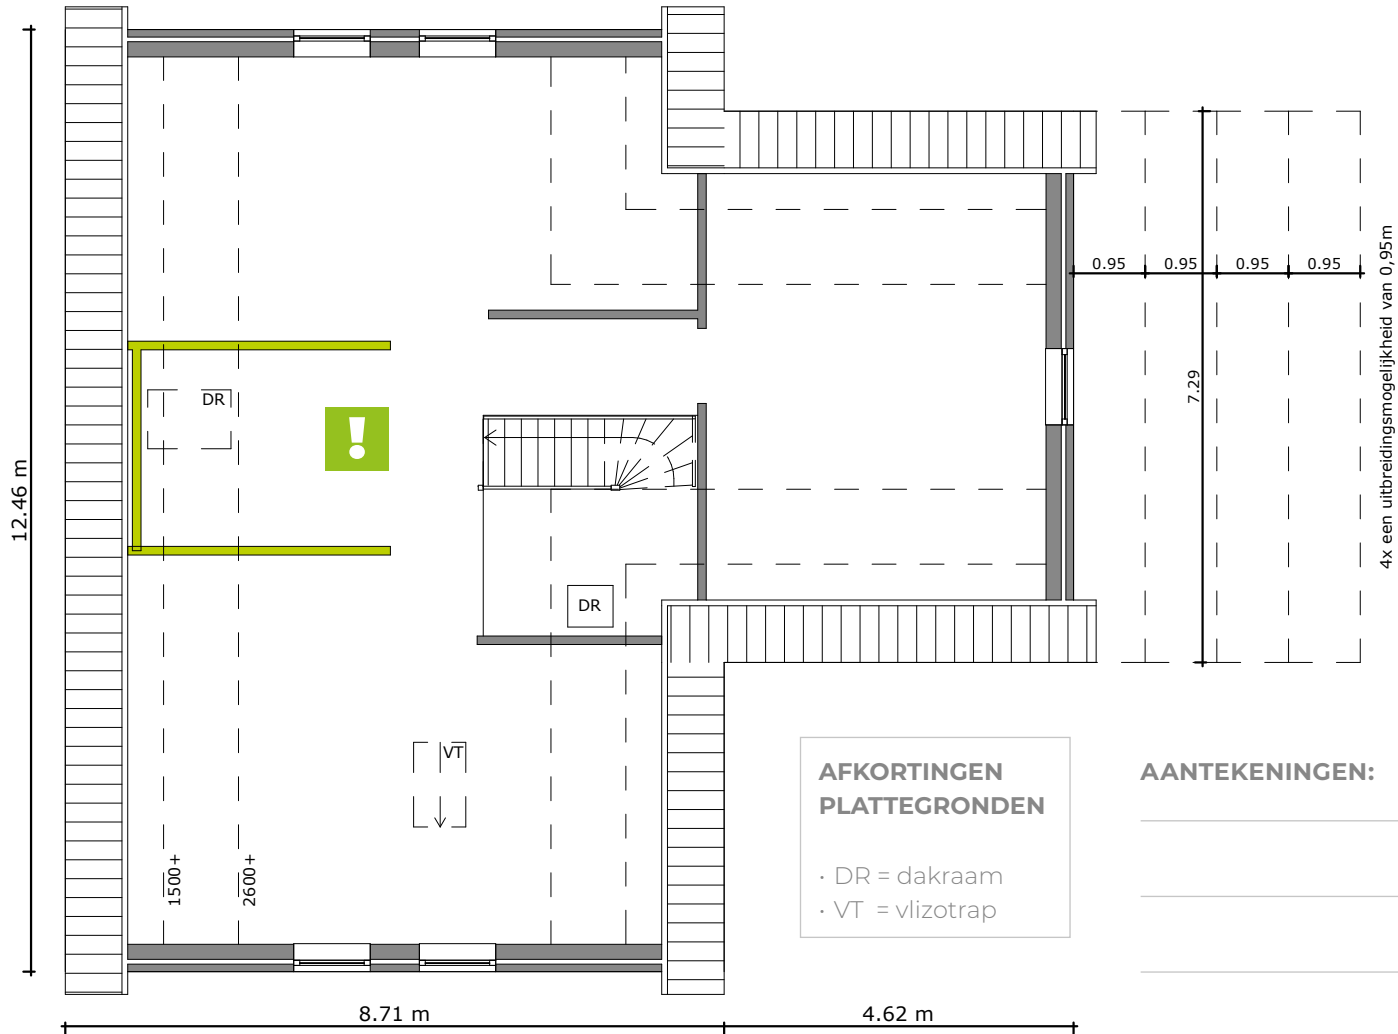 0.95
0.95
0.95
0.95
4x een uitbreidingsmogelijkheid van 0,95m
7.29
DR
!
12.46 m
DR
VT
1500+
2600+
AFKORTINGEN
PLATTEGRONDEN
• DR = dakraam
• VT = vlizotrap
AANTEKENINGEN:
8.71 m
4.62 m